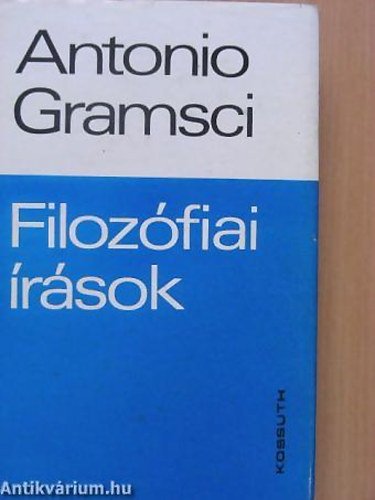 Antonio
Gramsci
Filozófiai
írások
KOSSUTH
Antikvárium.hu